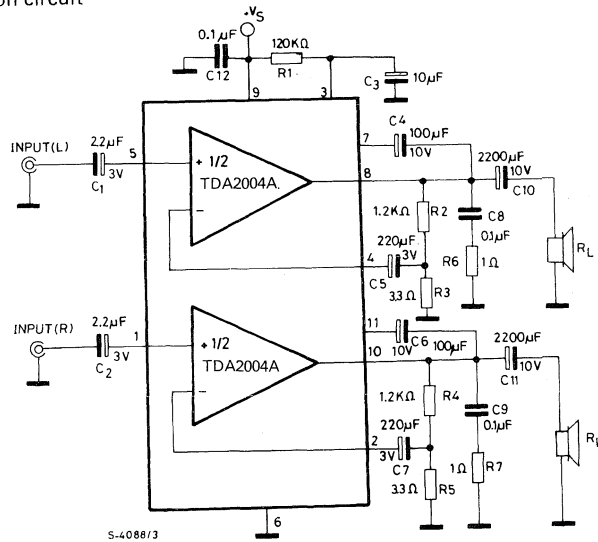 on circuit
+VS
0.1µF
C12
120KΩ
R1
C3
10µF
9
3
INPUT(L)
2.2µF
3V
C1
5
+ 1/2
TDA2004A.
−
7
C4
100µF
10V
8
2200µF
10V
C10
1.2KΩ
R2
C8
0.1µF
R6
1Ω
RL
220µF
3V
4
C5
3.3Ω
R3
INPUT(R)
2.2µF
3V
C2
1
+ 1/2
TDA2004A
−
11
C6
10V
100µF
10
2200µF
10V
C11
1.2KΩ
R4
C9
0.1µF
220µF
2
3V
C7
1Ω
R7
3.3Ω
R5
6
S-4088/3